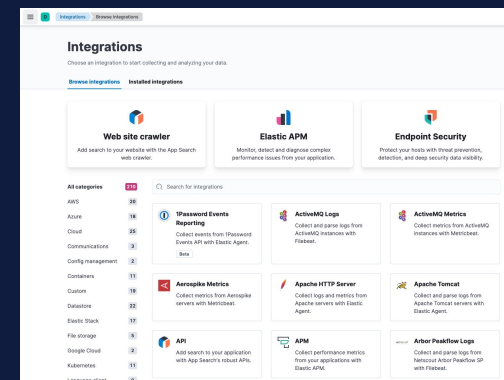 D
Integrations
Browse Integrations
Integrations
Choose an integration to start collecting and analyzing your data.
Browse integrations
Installed integrations
Web site crawler
Add search to your website with the App Search
web crawler.
Elastic APM
Monitor, detect and diagnose complex
performance issues from your application.
Endpoint Security
Protect your hosts with threat prevention,
detection, and deep security data visibility.
All categories 210
AWS 20
Azure 18
Cloud 25
Communications 3
Config management 2
Containers 11
Custom 19
Datastore 22
Elastic Stack 17
File storage 5
Google Cloud 2
Kubernetes 11
Language client
Search for integrations
1Password Events
Reporting
Collect events from 1Password
Events API with Elastic Agent.
Beta
ActiveMQ Logs
Collect and parse logs from
ActiveMQ instances with
Filebeat.
ActiveMQ Metrics
Collect metrics from ActiveMQ
instances with Metricbeat.
Aerospike Metrics
Collect metrics from Aerospike
servers with Metricbeat.
Apache HTTP Server
Collect logs and metrics from
Apache servers with Elastic
Agent.
Apache Tomcat
Collect and parse logs from
Apache Tomcat servers with
Elastic Agent.
API
Add search to your application
with App Search's robust APIs.
APM
Collect performance metrics
from your applications with
Elastic APM.
Arbor Peakflow Logs
Collect and parse logs from
Netscout Arbor Peakflow SP
with Filebeat.